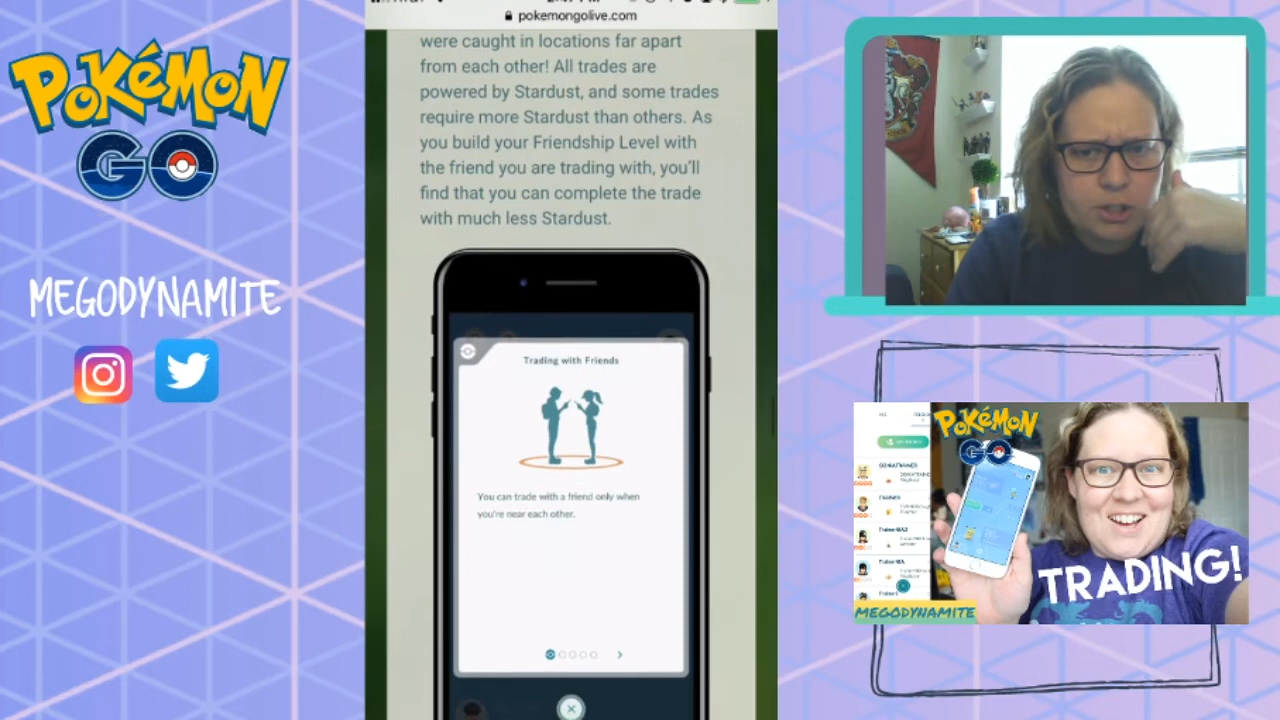 POKÉMON
GO
MEGODYNAMITE
pokemongolive.com
were caught in locations far apart
from each other! All trades are
powered by Stardust, and some trades
require more Stardust than others. As
you build your Friendship Level with
the friend you are trading with, you'll
find that you can complete the trade
with much less Stardust.
Trading with Friends
You can trade with a friend only when
you're near each other.
POKÉMON
GO
TRADING!
MEGODYNAMITE